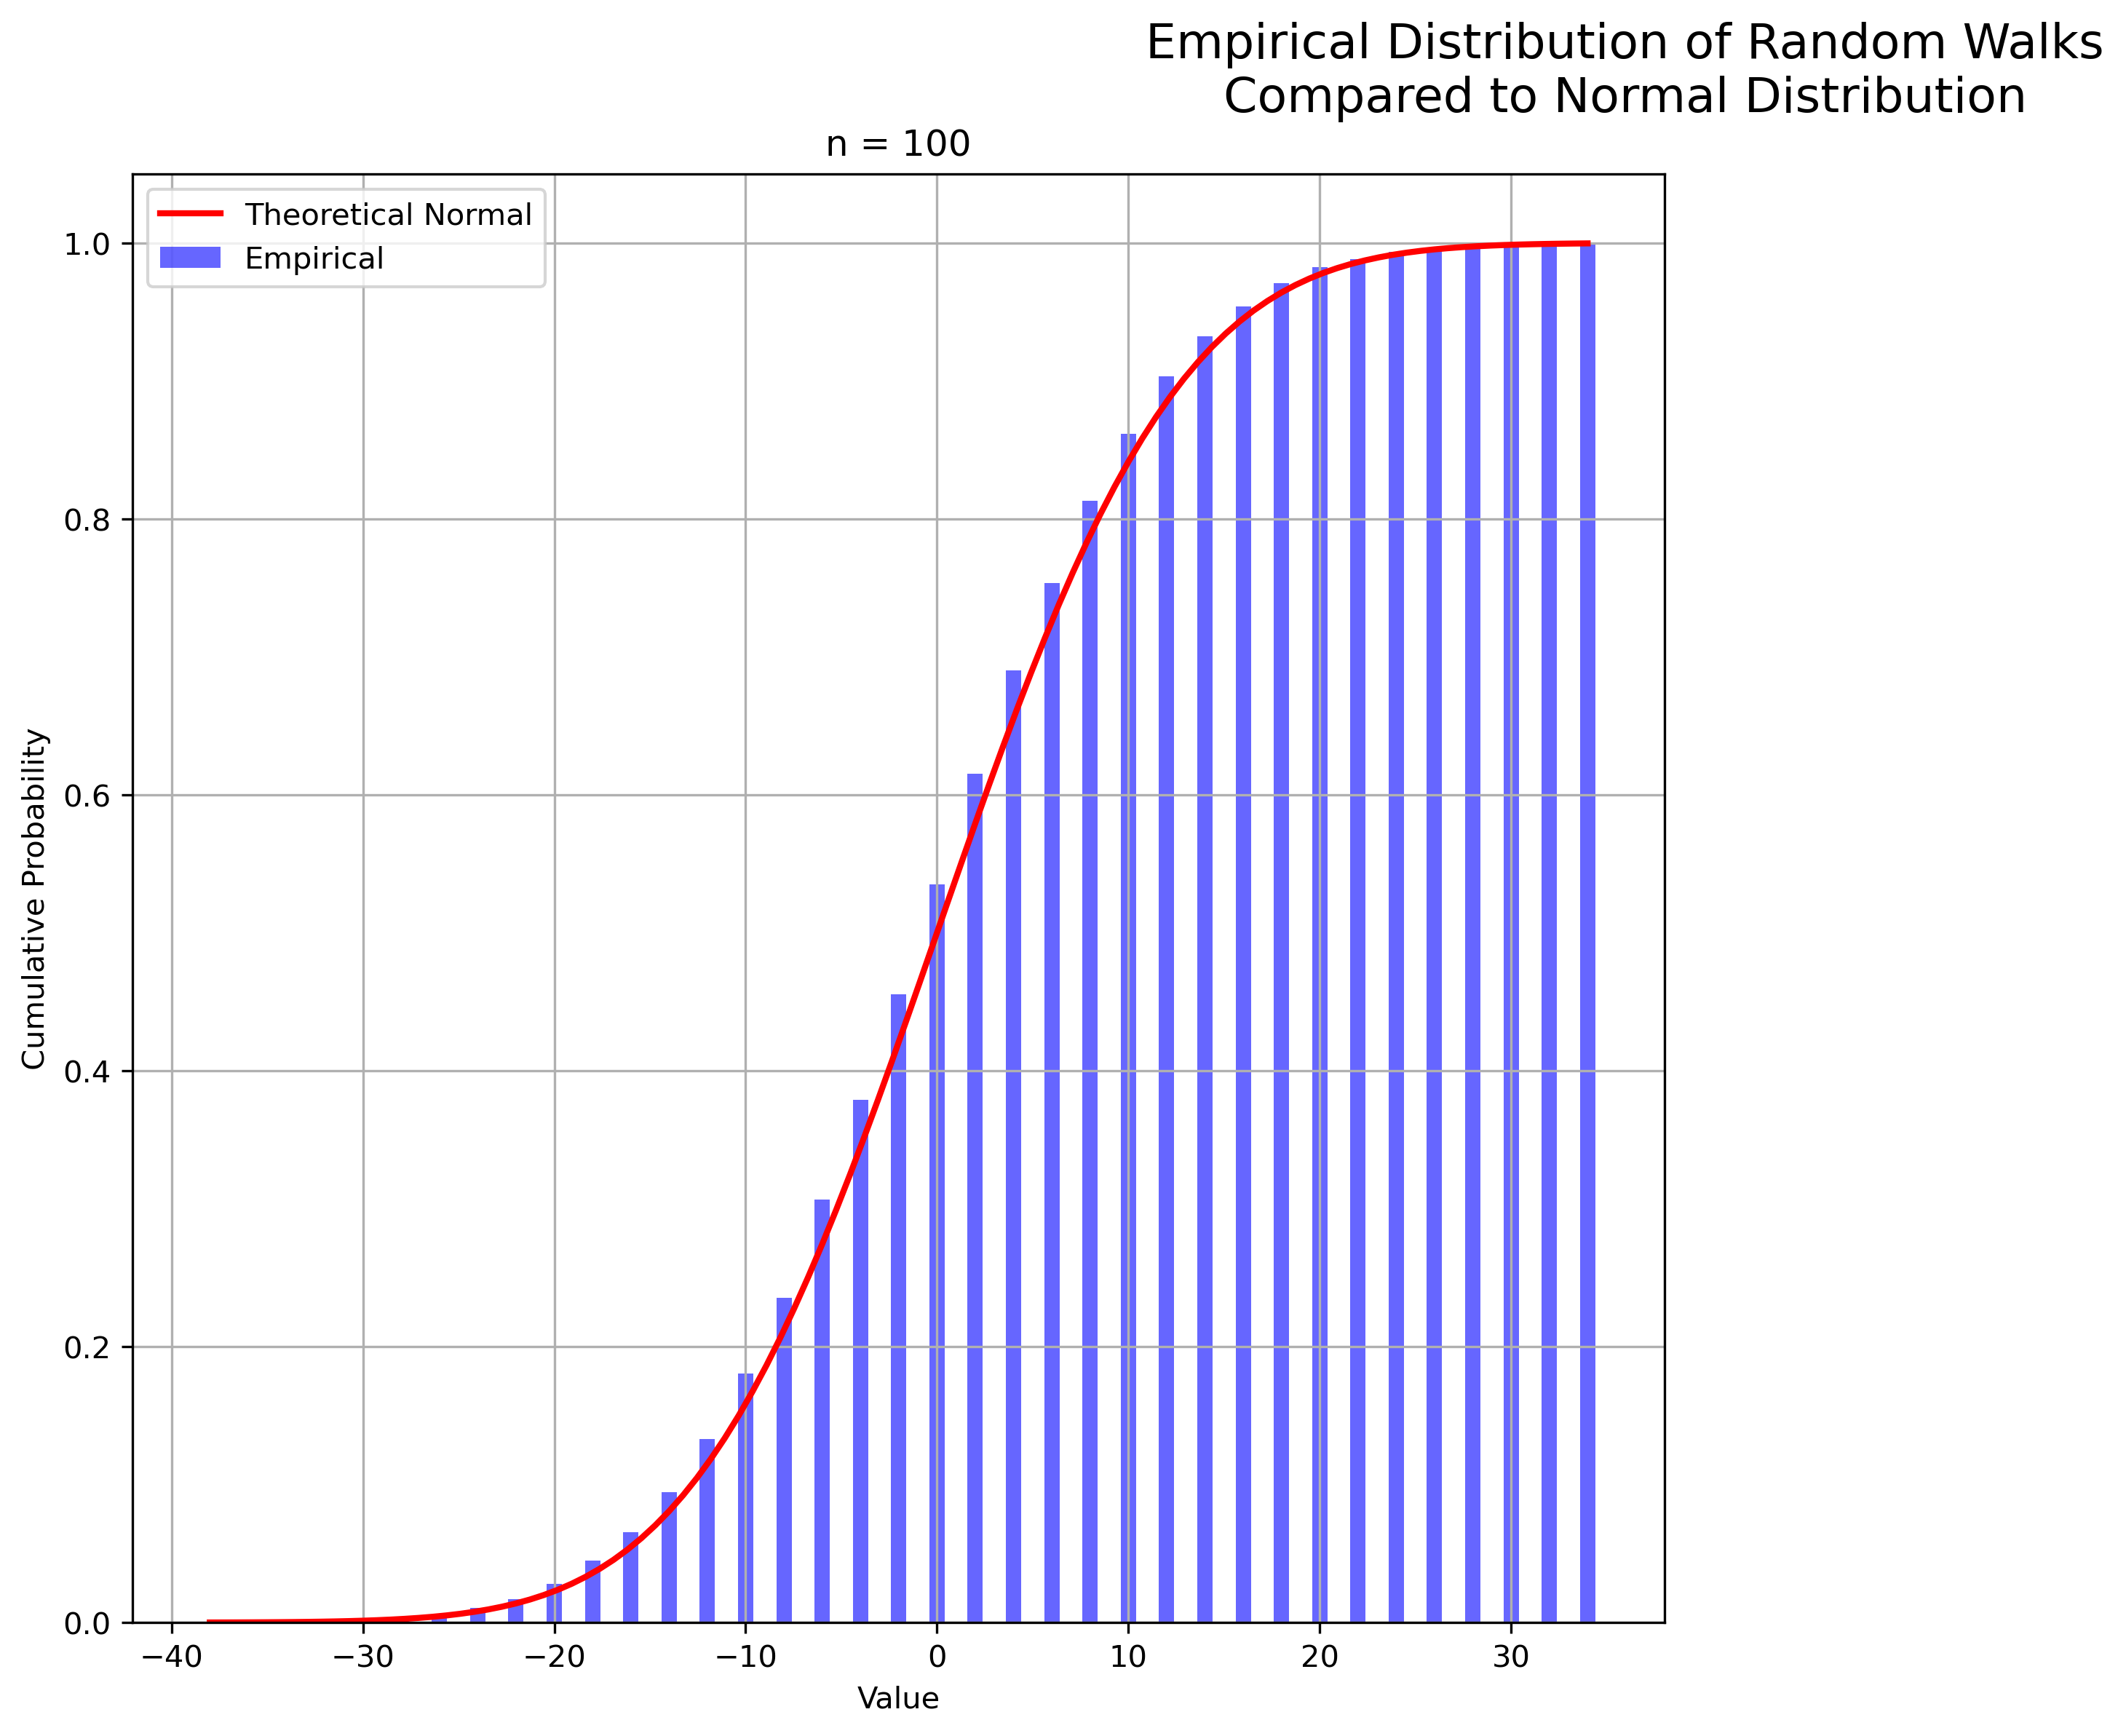 Empirical Distribution of Random Walks
Compared to Normal Distribution
n = 100
Theoretical Normal
Empirical
Cumulative Probability
1.0
0.8
0.6
0.4
0.2
0.0
−40 −30 −20 −10 0 10 20 30
Value